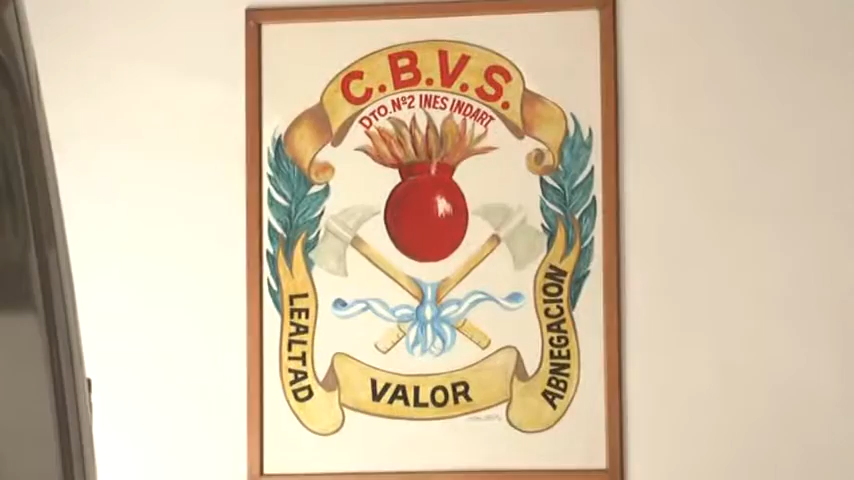 C.B.V.S.
DTO. Nº2 INES INDART
LEALTAD
VALOR
ABNEGACION